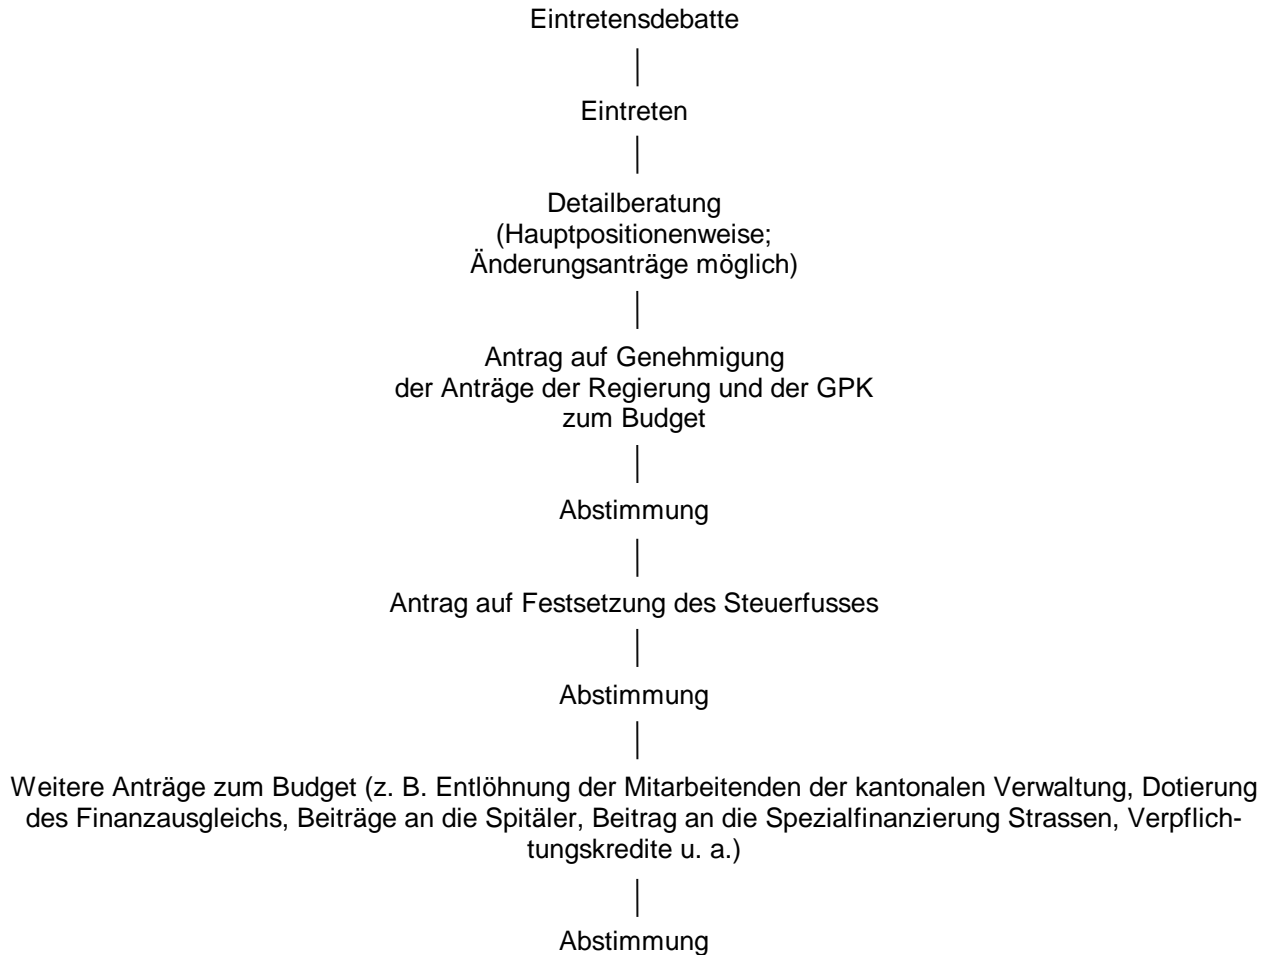 Eintretensdebatte
Eintreten
Detailberatung
(Hauptpositionenweise;
Änderungsanträge möglich)
Antrag auf Genehmigung
der Anträge der Regierung und der GPK
zum Budget
Abstimmung
Antrag auf Festsetzung des Steuerfusses
Abstimmung
Weitere Anträge zum Budget (z. B. Entlöhnung der Mitarbeitenden der kantonalen Verwaltung, Dotierung
des Finanzausgleichs, Beiträge an die Spitäler, Beitrag an die Spezialfinanzierung Strassen, Verpflich-
tungskredite u. a.)
Abstimmung